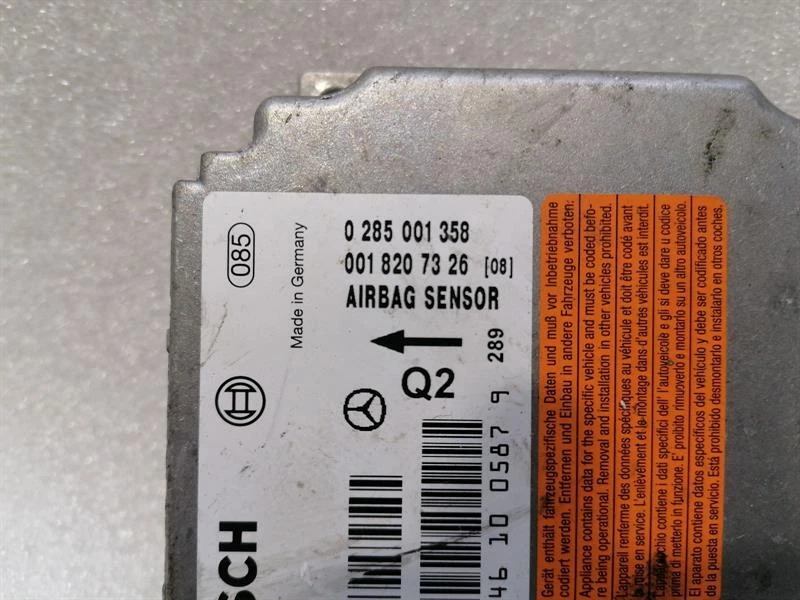 085
Made in Germany
0 285 001 358
001 820 73 26 [08]
AIRBAG SENSOR
Q2
289
SCH
46 10 0587 9
Gerät enthält fahrzeugspezifische Daten und muß vor Inbetriebnahme
codiert werden. Entfernen und Einbau in andere Fahrzeuge verboten:
Appliance contains data for the specific vehicle and must be coded befo-
re being operational. Removal and installation in other vehicles prohibited.
L'appareil renferme des données spécifiques au véhicule et doit être codé avant
la mise en service. L'enlèvement et le montage dans d'autres véhicules est interdit.
L'apparecchio contiene i dati specifici dell'autoveicole e gli si deve dare u codice
prima di metterlo in funzione. E' prohibito rimuoverlo e montarlo su un altro autoveicolo.
El aparato contiene datos específicos del vehículo y debe ser codificado antes
de la puesta en servicio. Está prohibido desmontarlo e instalarlo en otros coches.